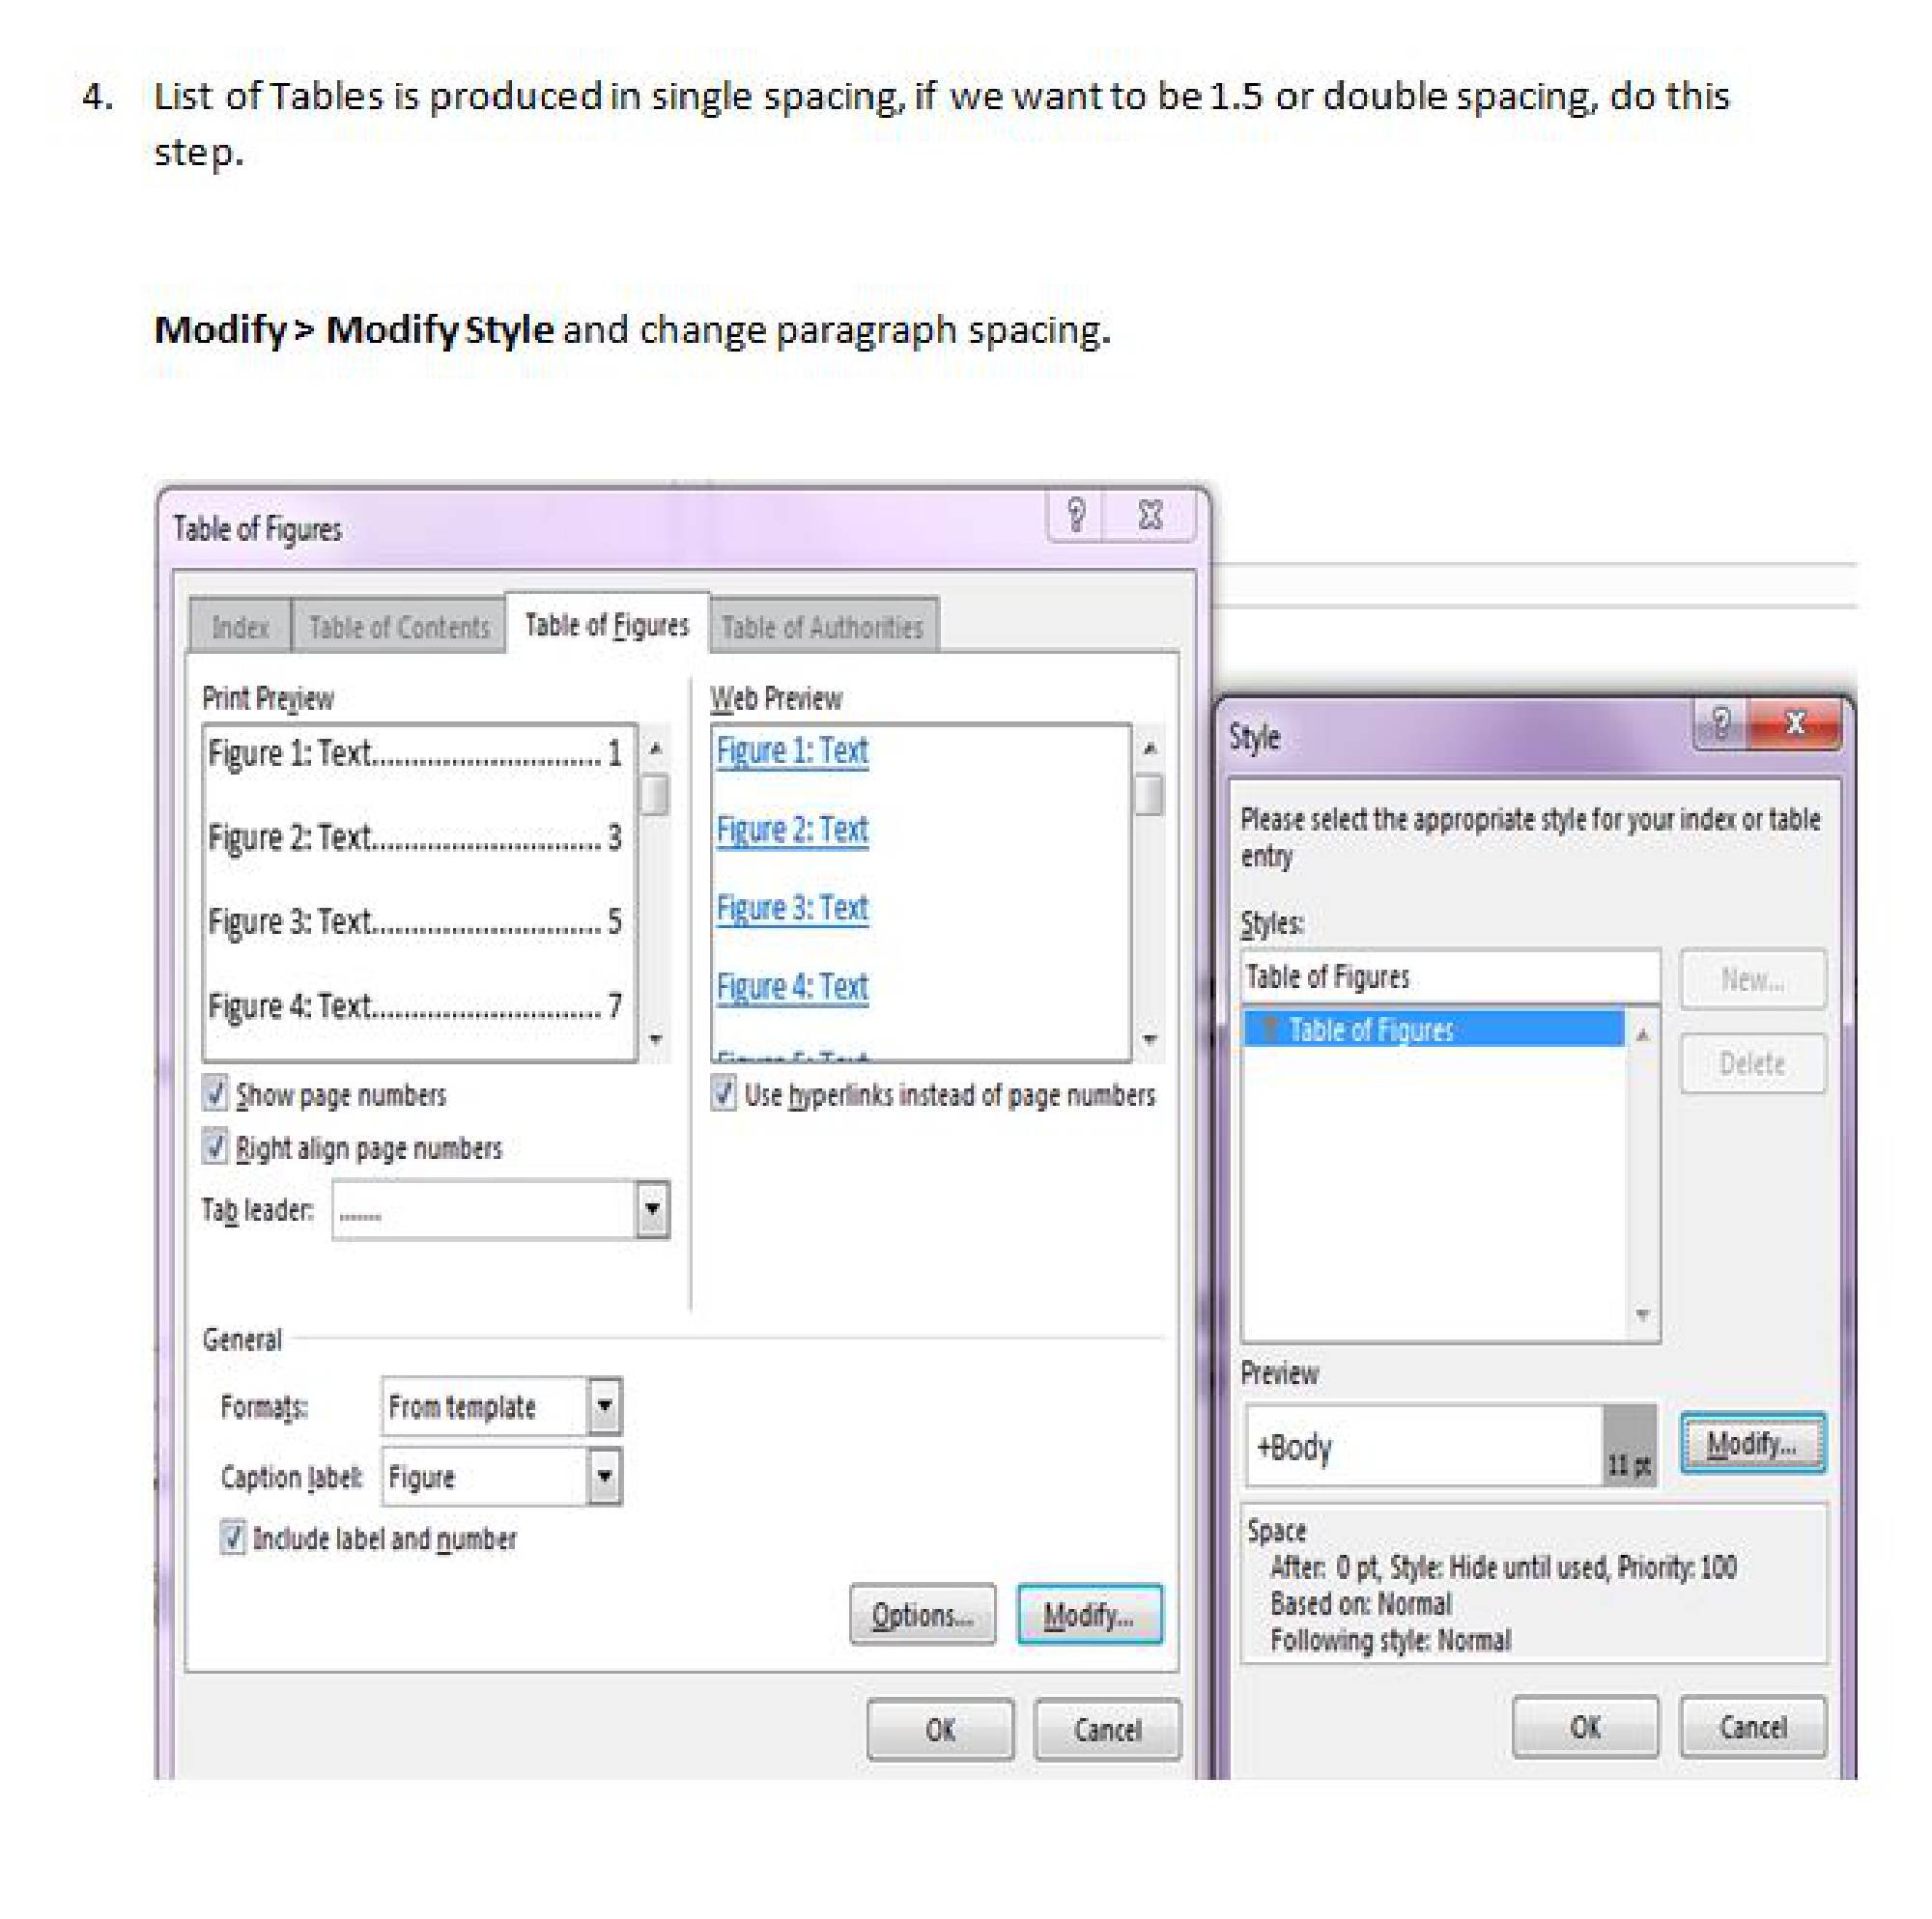 4. List of Tables is produced in single spacing, if we want to be 1.5 or double spacing, do this
step.
Modify > Modify Style and change paragraph spacing.
Table of Figures
Index
Table of Contents
Table of Figures
Table of Authorities
Print Preview
Figure 1: Text............................. 1
Figure 2: Text............................. 3
Figure 3: Text............................. 5
Figure 4: Text............................. 7
Web Preview
Figure 1: Text
Figure 2: Text
Figure 3: Text
Figure 4: Text
Figure 5: Text
Show page numbers
Right align page numbers
Use hyperlinks instead of page numbers
Tab leader: .......
General
Formats: From template
Caption label: Figure
Include label and number
Options...
Modify...
OK
Cancel
Style
Please select the appropriate style for your index or table
entry
Styles:
Table of Figures
New...
Table of Figures
Delete
Preview
+Body
11 pt
Modify...
Space
After: 0 pt, Style: Hide until used, Priority: 100
Based on: Normal
Following style: Normal
OK
Cancel